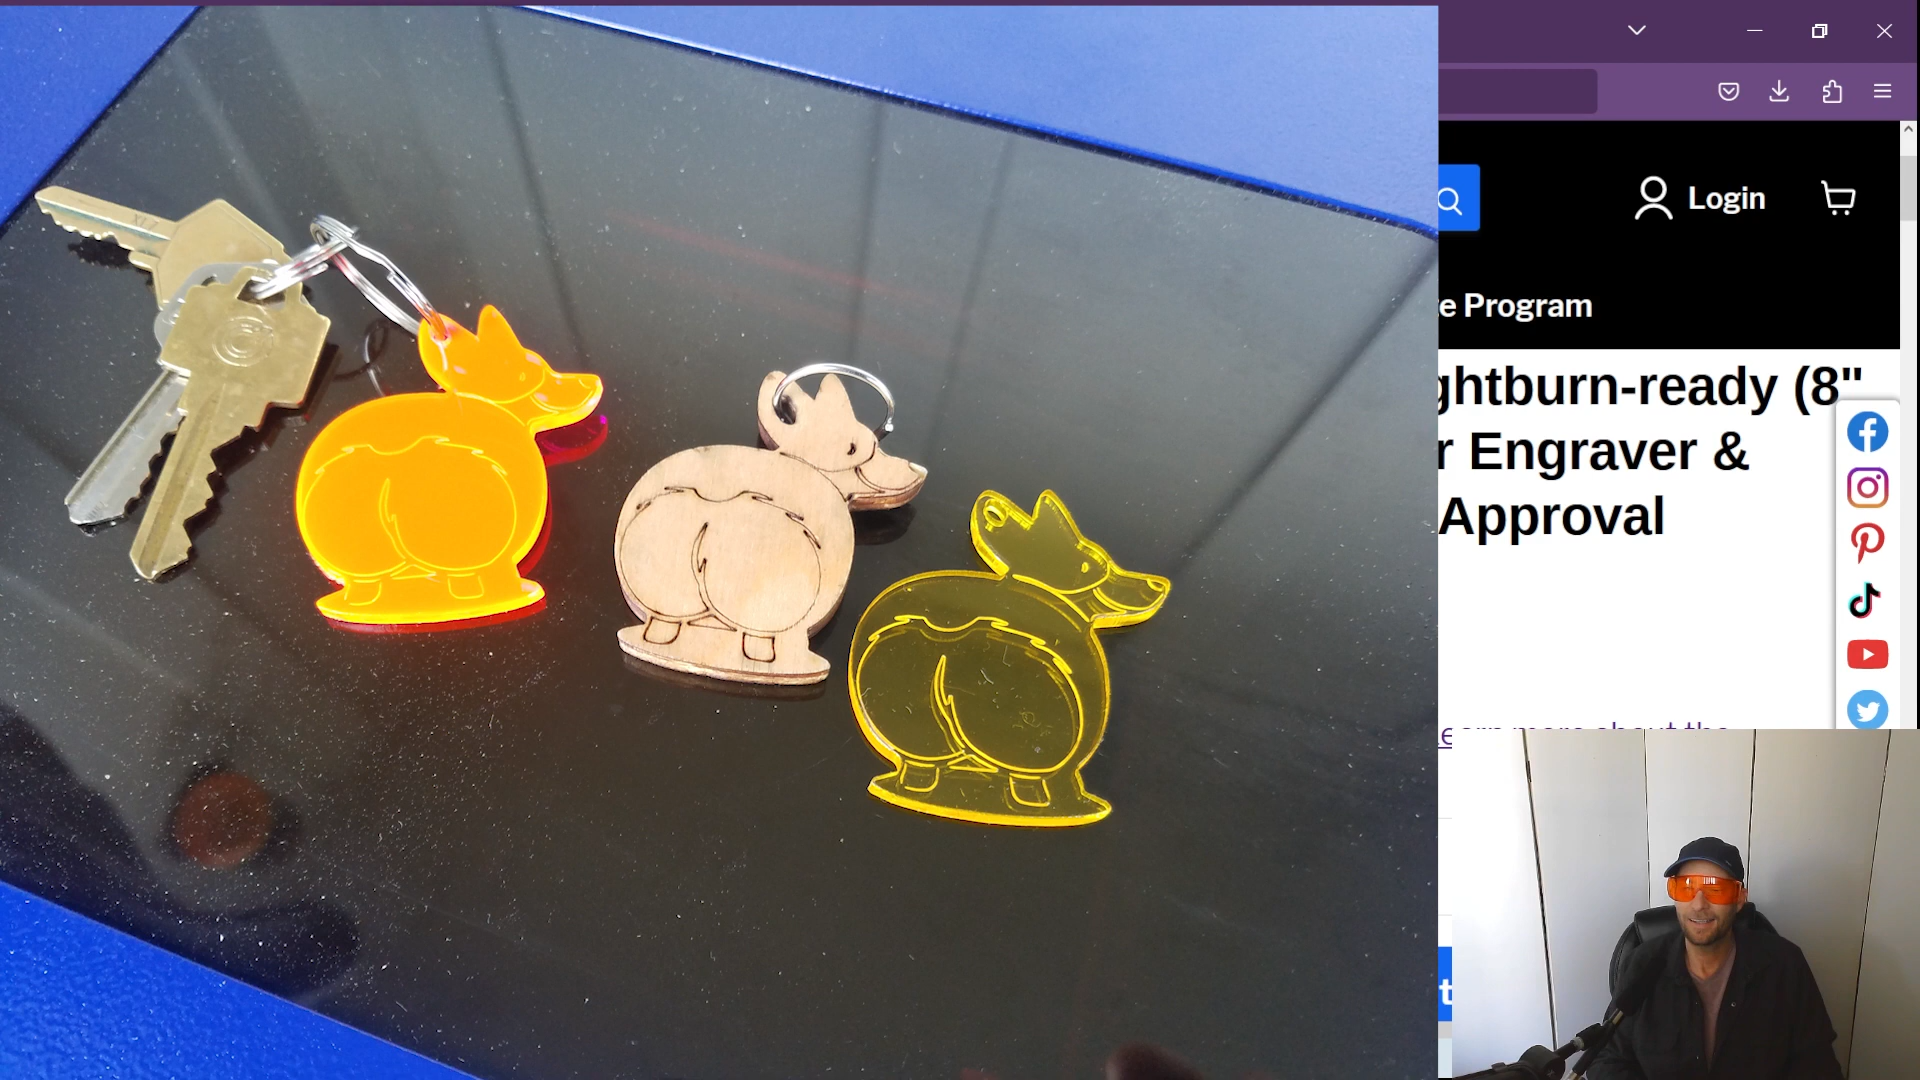 Login
e Program
ghtburn-ready (8"
r Engraver &
Approval